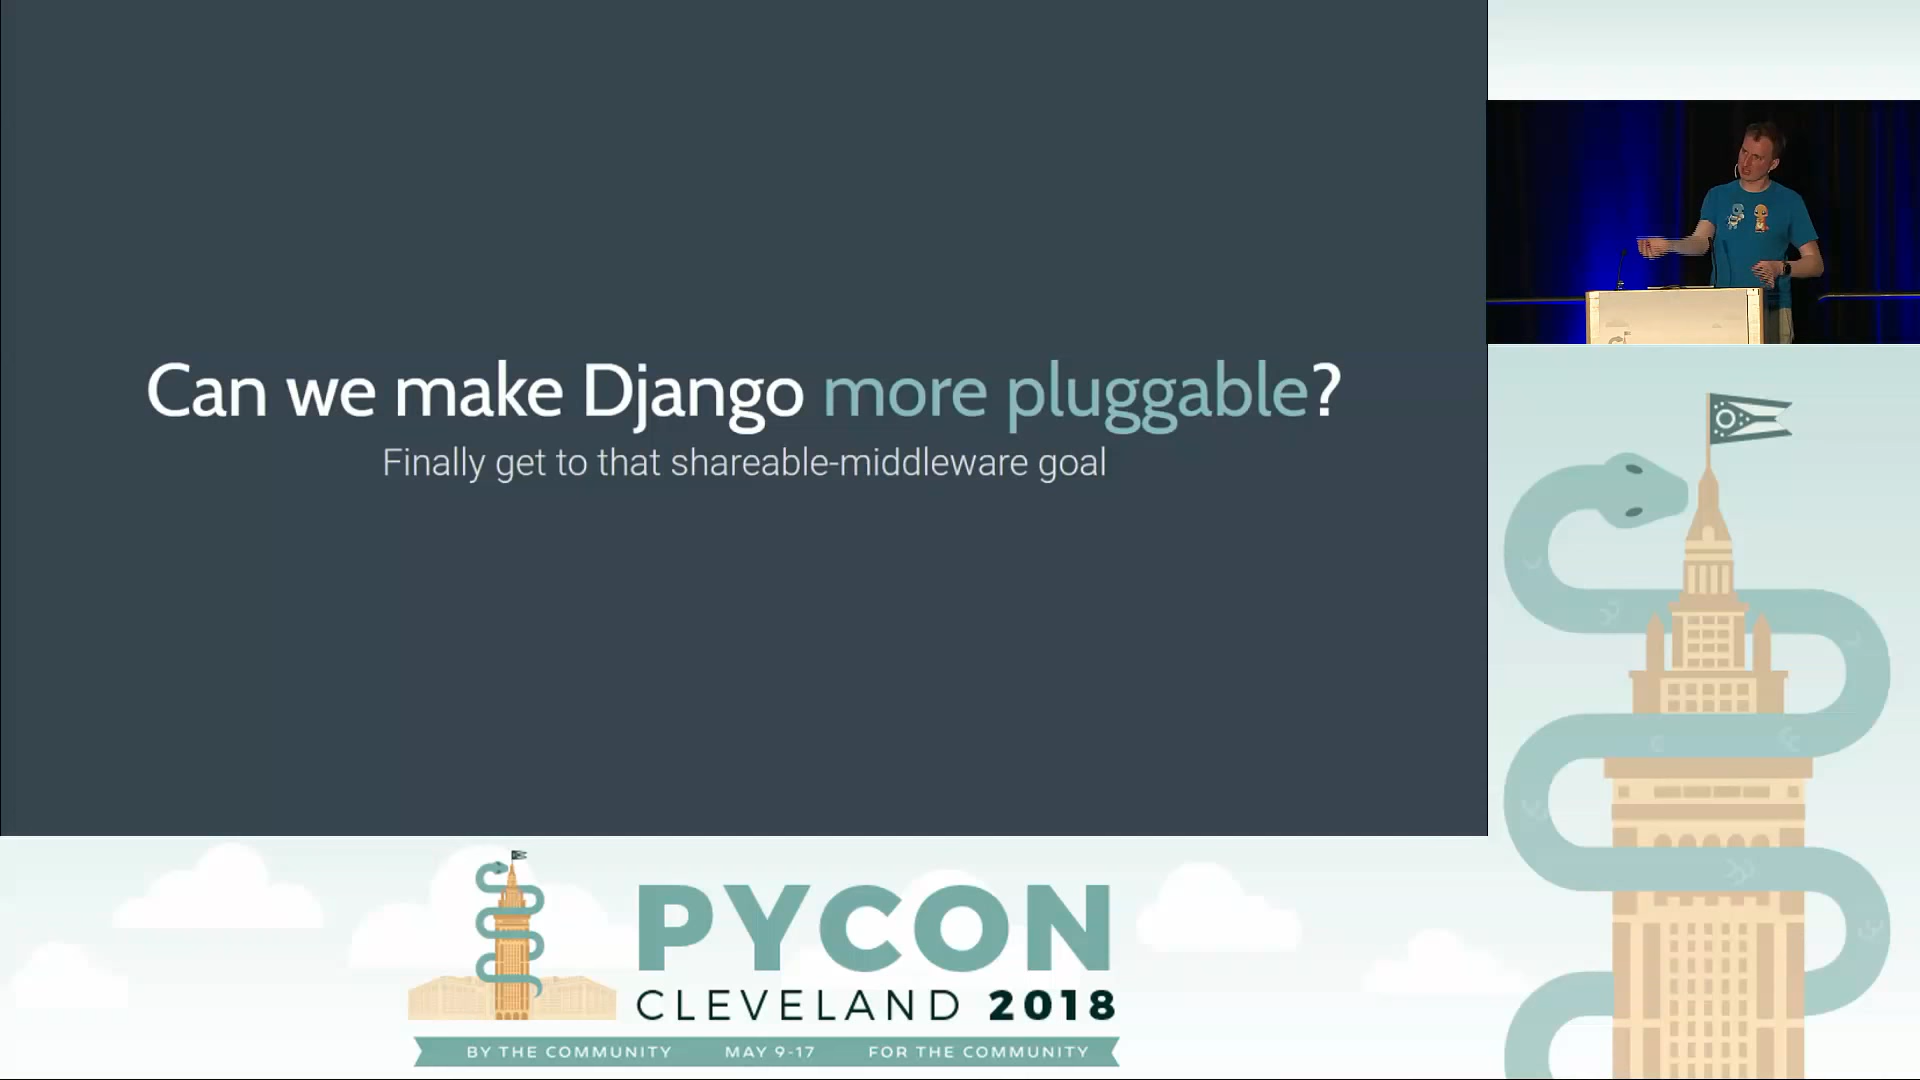 Can we make Django more pluggable?
Finally get to that shareable-middleware goal
PYCON
CLEVELAND 2018
BY THE COMMUNITY MAY 9-17 FOR THE COMMUNITY